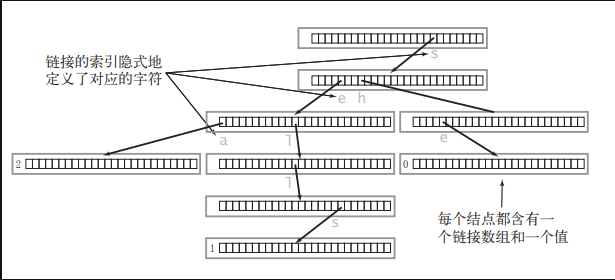 链接的索引隐式地
定义了对应的字符
s
e h
a
l
e
2
0
l
s
1
每个结点都含有一
个链接数组和一个值